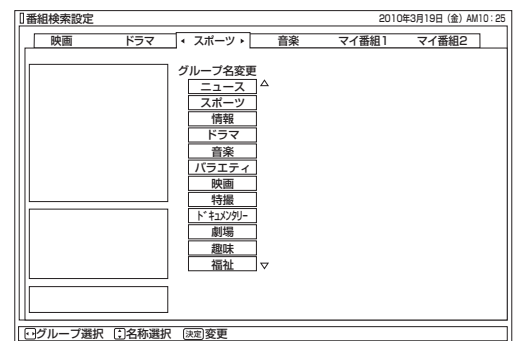 番組検索設定 2010年3月19日（金）AM10:25
映画 ドラマ スポーツ 音楽 マイ番組1 マイ番組2
グループ名変更
ニュース
スポーツ
情報
ドラマ
音楽
バラエティ
映画
特撮
ﾄﾞｷｭﾒﾝﾀﾘｰ
劇場
趣味
福祉
グループ選択 名称選択 決定 変更